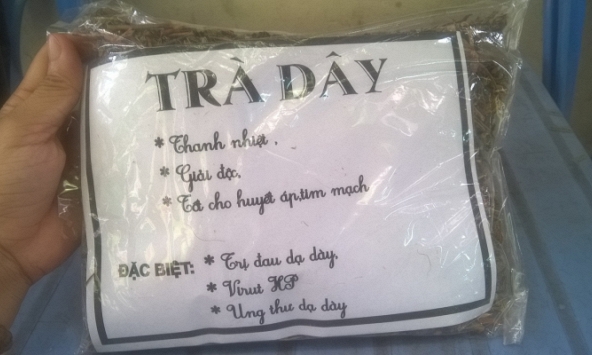 TRÀ DÂY
* Thanh nhiệt .
* Giải độc.
* Tốt cho huyết áp,tim mạch
ĐẶC BIỆT: * Trị đau dạ dày.
* Virut HP
* Ung thư dạ dày